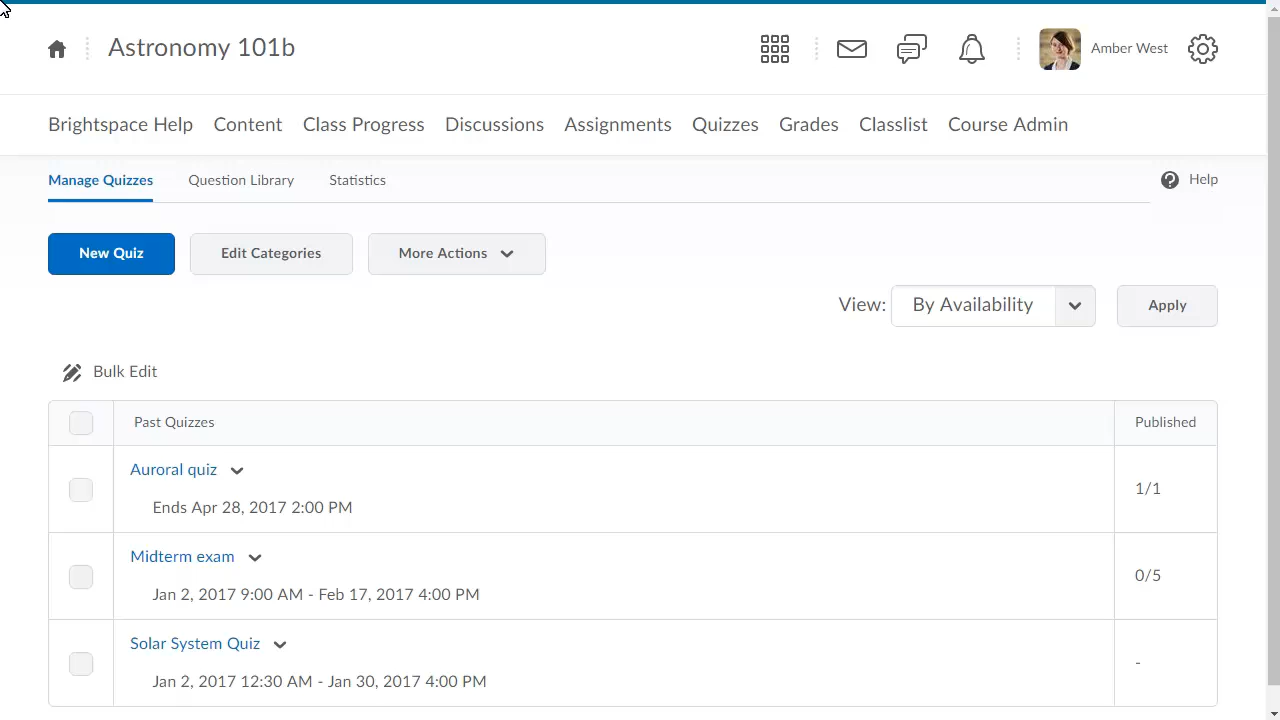 Astronomy 101b
Amber West
Brightspace Help Content Class Progress Discussions Assignments Quizzes Grades Classlist Course Admin
Manage Quizzes Question Library Statistics Help
New Quiz Edit Categories More Actions
View: By Availability Apply
Bulk Edit
Past Quizzes Published
Auroral quiz
Ends Apr 28, 2017 2:00 PM
1/1
Midterm exam
Jan 2, 2017 9:00 AM - Feb 17, 2017 4:00 PM
0/5
Solar System Quiz
Jan 2, 2017 12:30 AM - Jan 30, 2017 4:00 PM
-